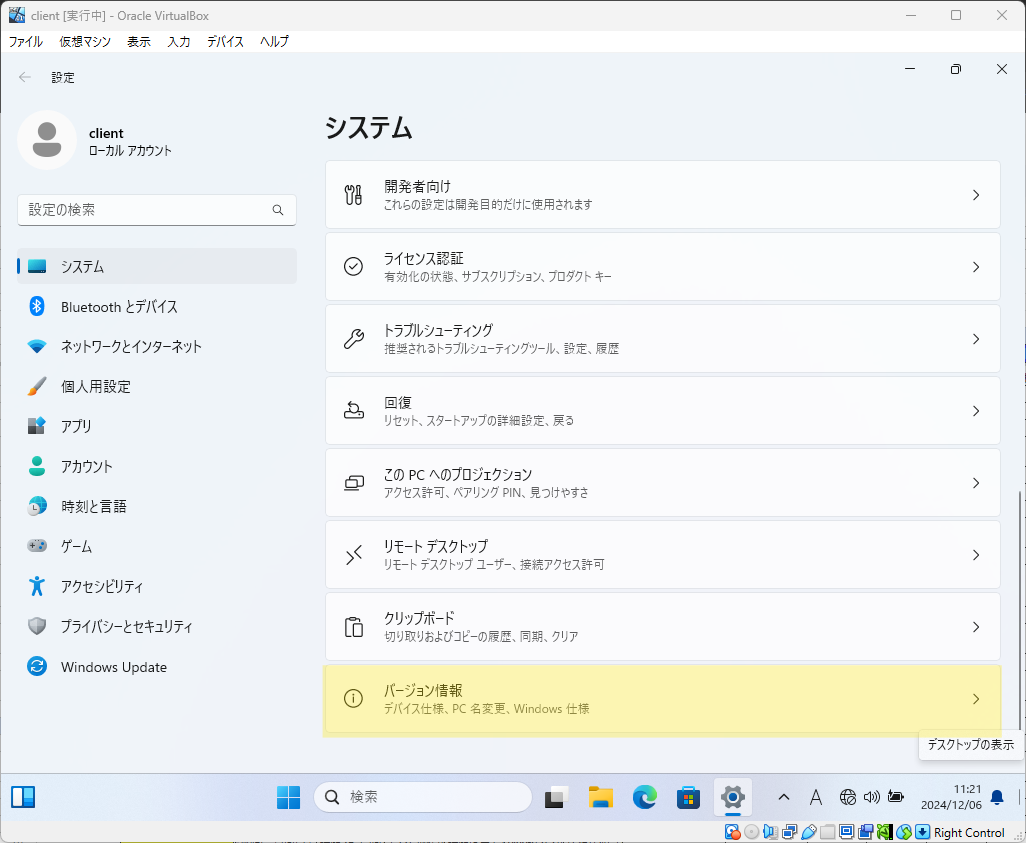 client [実行中] - Oracle VirtualBox
ファイル 仮想マシン 表示 入力 デバイス ヘルプ
設定
client
ローカル アカウント
設定の検索
システム
Bluetooth とデバイス
ネットワークとインターネット
個人用設定
アプリ
アカウント
時刻と言語
ゲーム
アクセシビリティ
プライバシーとセキュリティ
Windows Update
システム
開発者向け
これらの設定は開発目的だけに使用されます
ライセンス認証
有効化の状態、サブスクリプション、プロダクト キー
トラブルシューティング
推奨されるトラブルシューティングツール、設定、履歴
回復
リセット、スタートアップの詳細設定、戻る
この PC へのプロジェクション
アクセス許可、ペアリング PIN、見つけやすさ
リモート デスクトップ
リモート デスクトップ ユーザー、接続アクセス許可
クリップボード
切り取りおよびコピーの履歴、同期、クリア
バージョン情報
デバイス仕様、PC 名変更、Windows 仕様
デスクトップの表示
検索
A
11:21
2024/12/06
Right Control